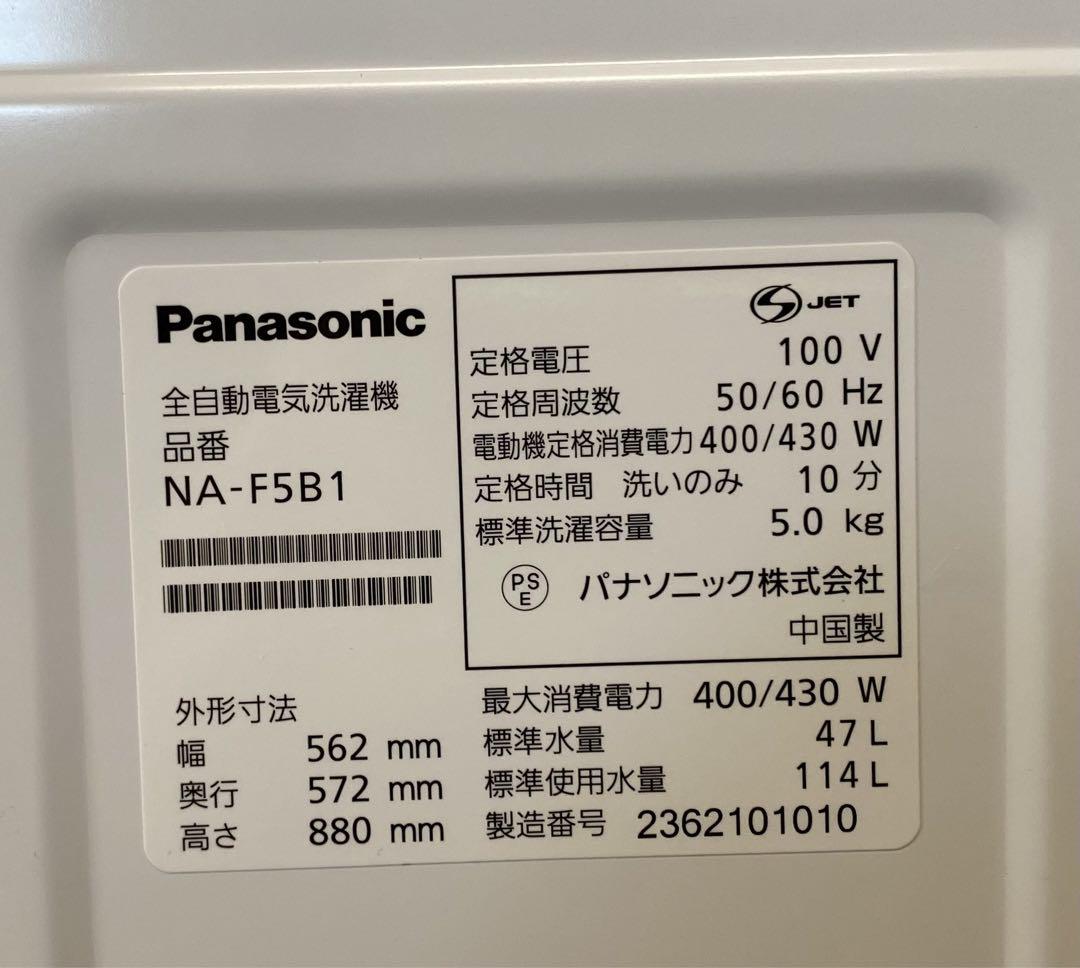 Panasonic
全自動電気洗濯機
品番
NA-F5B1
外形寸法
幅 562 mm
奥行 572 mm
高さ 880 mm
S JET
定格電圧 100 V
定格周波数 50/60 Hz
電動機定格消費電力 400/430 W
定格時間 洗いのみ 10 分
標準洗濯容量 5.0 kg
PS
E
パナソニック株式会社
中国製
最大消費電力 400/430 W
標準水量 47 L
標準使用水量 114 L
製造番号 2362101010